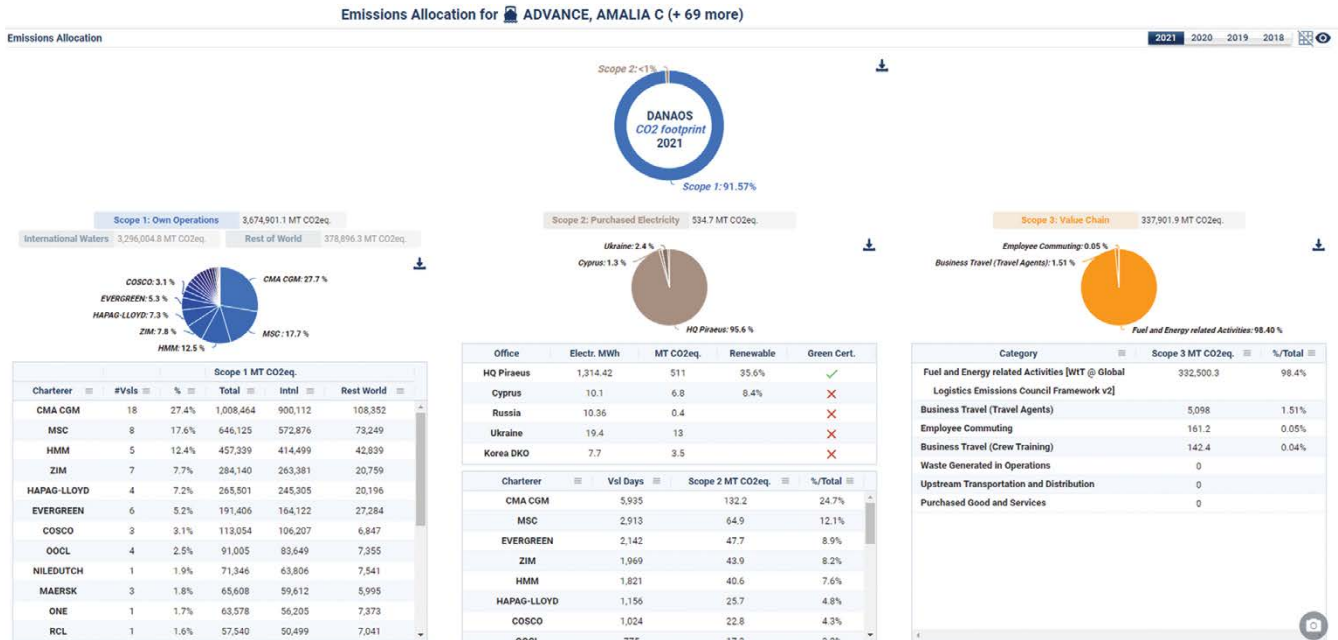 Emissions Allocation for ADVANCE, AMALIA C (+ 69 more)
Emissions Allocation
2021 2020 2019 2018
Scope 2:<1%
DANAOS
CO2 footprint
2021
Scope 1:91.57%
Scope 1: Own Operations 3,674,901.1 MT CO2eq.
International Waters 3,296,004.8 MT CO2eq. Rest of World 378,896.3 MT CO2eq.
CMA CGM: 27.7 %
COSCO: 3.1 %
EVERGREEN: 5.3 %
HAPAG-LLOYD: 7.3 %
ZIM: 7.8 %
MSC : 17.7 %
HMM: 12.5 %
Scope 1 MT CO2eq.
Charterer #Vsls % Total Intnl Rest World
CMA CGM 18 27.4% 1,008,464 900,112 108,352
MSC 8 17.6% 646,125 572,876 73,249
HMM 5 12.4% 457,339 414,499 42,839
ZIM 7 7.7% 284,140 263,381 20,759
HAPAG-LLOYD 4 7.2% 265,501 245,305 20,196
EVERGREEN 6 5.2% 191,406 164,122 27,284
COSCO 3 3.1% 113,054 106,207 6,847
OOCL 4 2.5% 91,005 83,649 7,355
NILEDUTCH 1 1.9% 71,346 63,806 7,541
MAERSK 3 1.8% 65,608 59,612 5,995
ONE 1 1.7% 63,578 56,205 7,373
RCL 1 1.6% 57,540 50,499 7,041
Scope 2: Purchased Electricity 534.7 MT CO2eq.
Ukraine: 2.4 %
Cyprus: 1.3 %
HQ Piraeus: 95.6 %
Office Electr. MWh MT CO2eq. Renewable Green Cert.
HQ Piraeus 1,314.42 511 35.6%
Cyprus 10.1 6.8 8.4%
Russia 10.36 0.4
Ukraine 19.4 13
Korea DKO 7.7 3.5
Charterer Vsl Days Scope 2 MT CO2eq. %/Total
CMA CGM 5,935 132.2 24.7%
MSC 2,913 64.9 12.1%
EVERGREEN 2,142 47.7 8.9%
ZIM 1,969 43.9 8.2%
HMM 1,821 40.6 7.6%
HAPAG-LLOYD 1,156 25.7 4.8%
COSCO 1,024 22.8 4.3%
Scope 3: Value Chain 337,901.9 MT CO2eq.
Employee Commuting: 0.05 %
Business Travel (Travel Agents): 1.51 %
Fuel and Energy related Activities: 98.40 %
Category Scope 3 MT CO2eq. %/Total
Fuel and Energy related Activities [WtT @ Global 332,500.3 98.4%
Logistics Emissions Council Framework v2]
Business Travel (Travel Agents) 5,098 1.51%
Employee Commuting 161.2 0.05%
Business Travel (Crew Training) 142.4 0.04%
Waste Generated in Operations 0
Upstream Transportation and Distribution 0
Purchased Good and Services 0